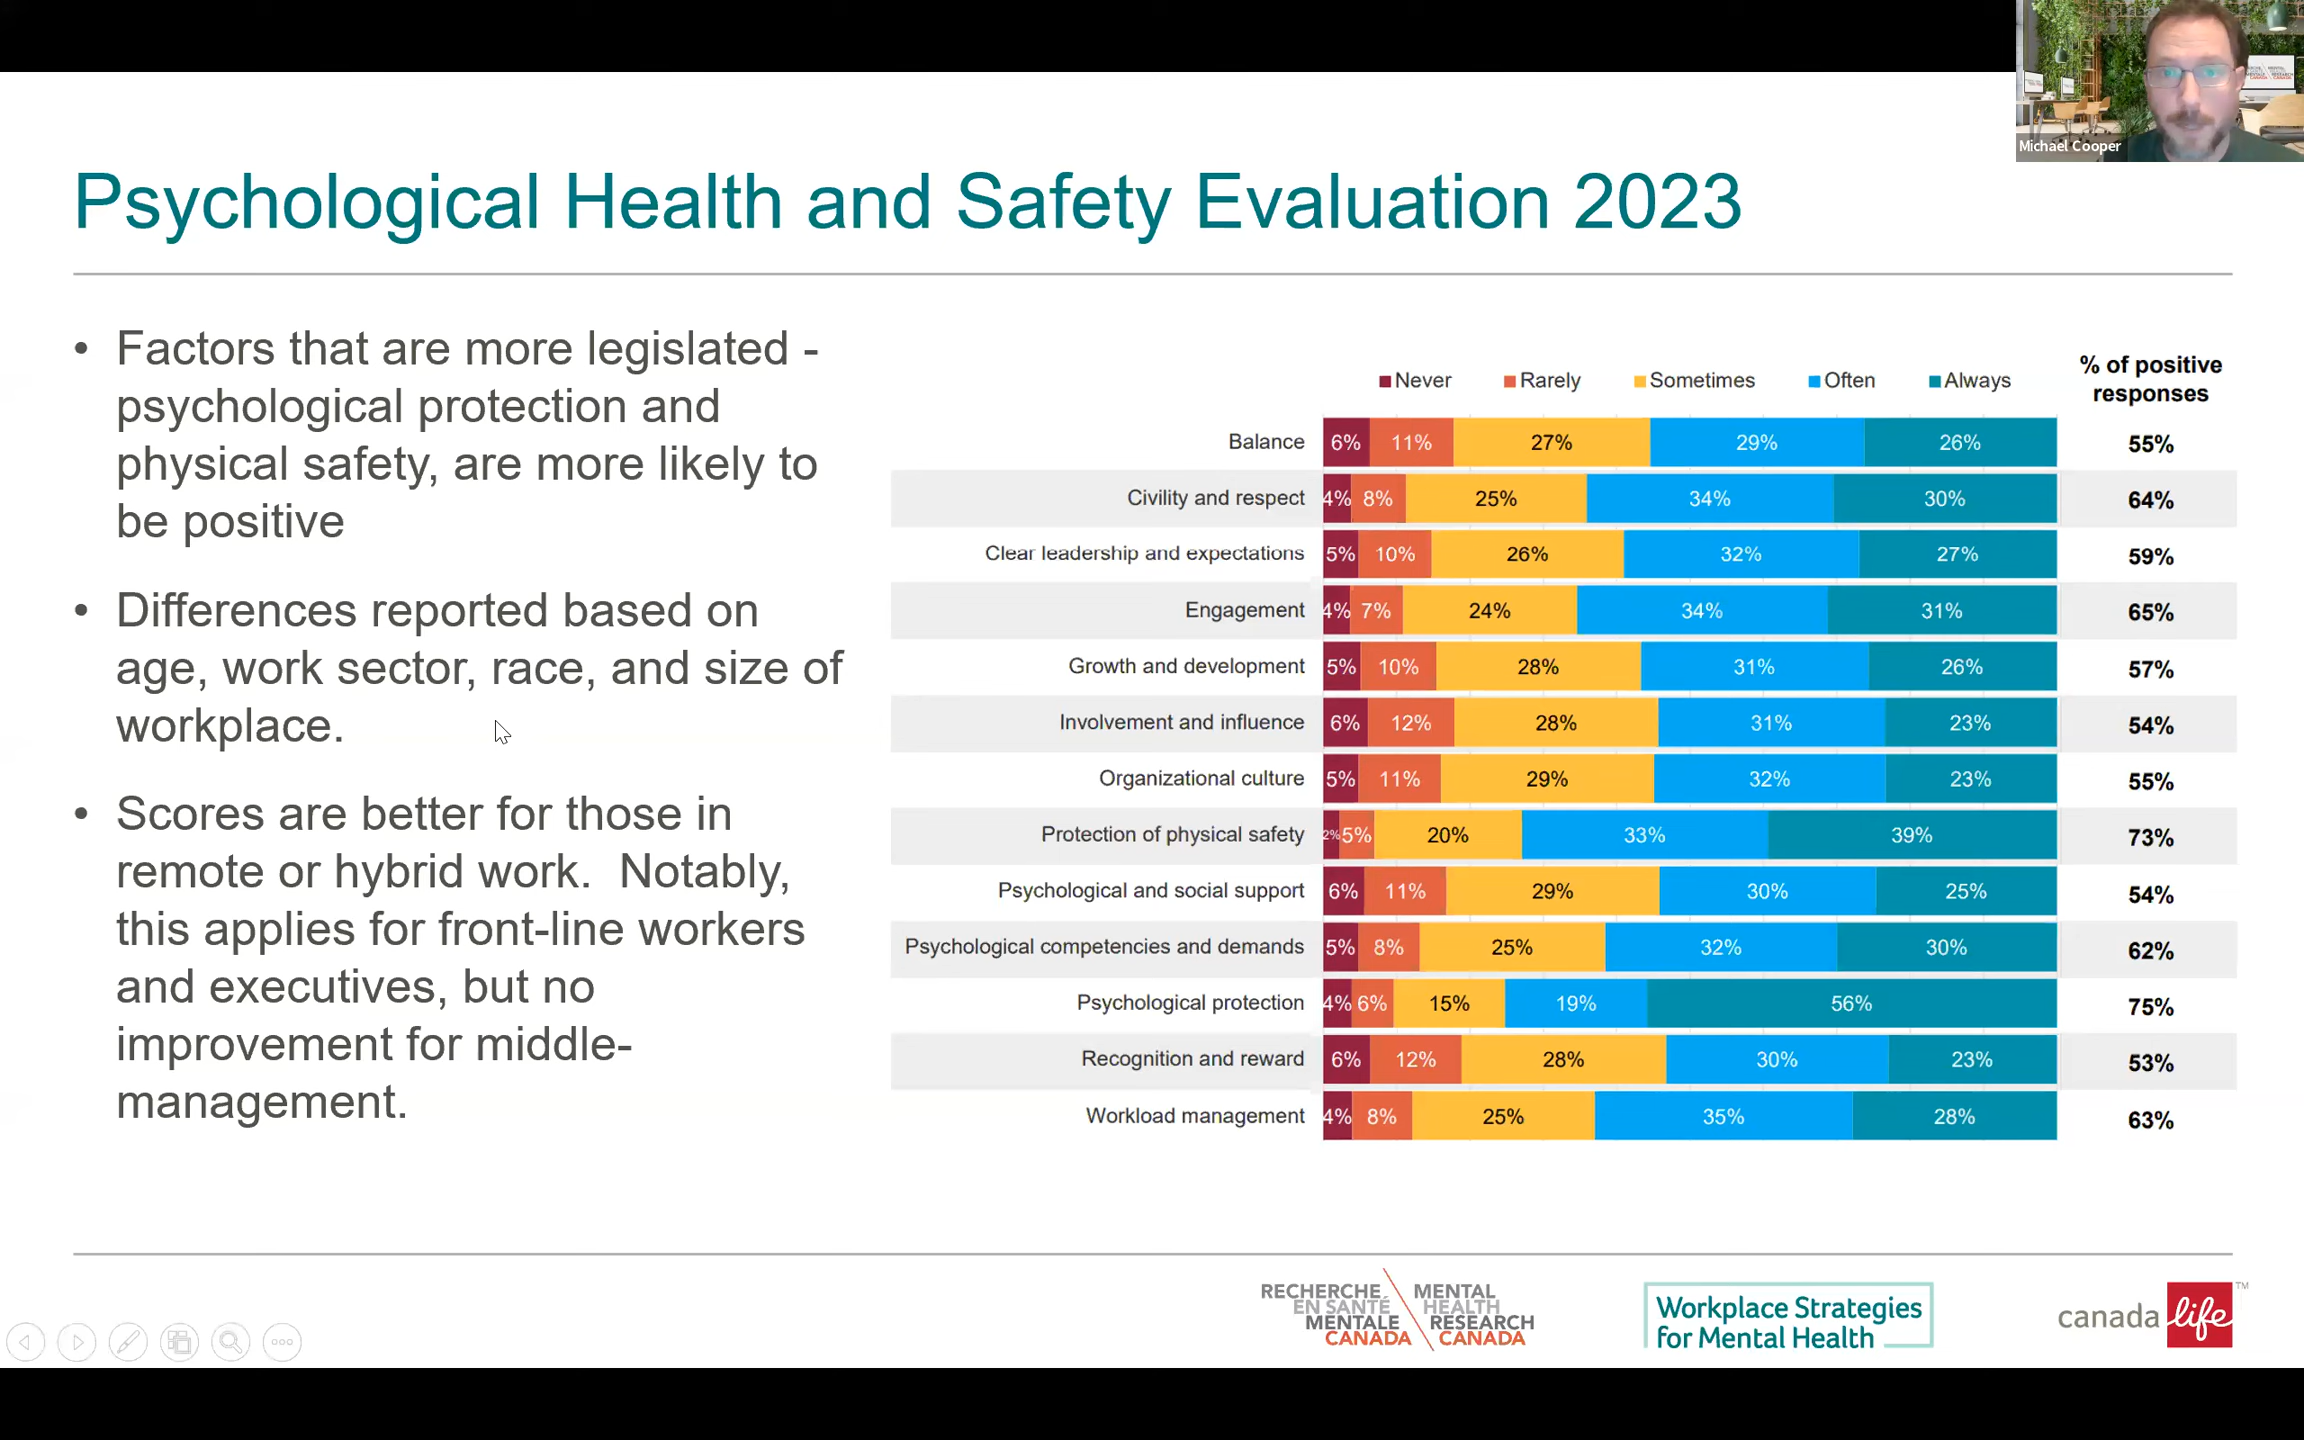 Michael Cooper
Psychological Health and Safety Evaluation 2023
• Factors that are more legislated -
psychological protection and
physical safety, are more likely to
be positive
• Differences reported based on
age, work sector, race, and size of
workplace.
• Scores are better for those in
remote or hybrid work.  Notably,
this applies for front-line workers
and executives, but no
improvement for middle-
management.
% of positive
responses
Never Rarely Sometimes Often Always
Balance 6% 11% 27% 29% 26% 55%
Civility and respect 4% 8% 25% 34% 30% 64%
Clear leadership and expectations 5% 10% 26% 32% 27% 59%
Engagement 4% 7% 24% 34% 31% 65%
Growth and development 5% 10% 28% 31% 26% 57%
Involvement and influence 6% 12% 28% 31% 23% 54%
Organizational culture 5% 11% 29% 32% 23% 55%
Protection of physical safety 2% 5% 20% 33% 39% 73%
Psychological and social support 6% 11% 29% 30% 25% 54%
Psychological competencies and demands 5% 8% 25% 32% 30% 62%
Psychological protection 4% 6% 15% 19% 56% 75%
Recognition and reward 6% 12% 28% 30% 23% 53%
Workload management 4% 8% 25% 35% 28% 63%
RECHERCHE
EN SANTÉ
MENTALE
CANADA
MENTAL
HEALTH
RESEARCH
CANADA
Workplace Strategies
for Mental Health
canada life ™